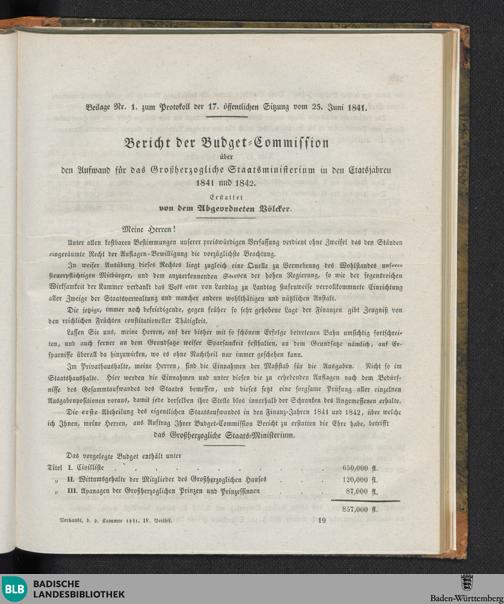 Beilage Nr. 1. zum Protokoll der 17. öffentlichen Sitzung vom 25. Juni 1841.
Bericht der Budget-Commission
über
den Aufwand für das Großherzogliche Staatsministerium in den Etatsjahren
1841 und 1842.
Erstattet
von dem Abgeordneten Völcker.
Meine Herren!
Unter allen kostbaren Bestimmungen unserer preiswürdigen Verfassung verdient ohne Zweifel das den Ständen
eingeräumte Recht der Auflagen-Bewilligung die vorzüglichste Beachtung.
In weiser Ausübung dieses Rechtes liegt zugleich eine Quelle zu Vermehrung des Wohlstandes unserer
steuerpflichtigen Mitbürger, und dem anzuerkennenden Streben der hohen Regierung, so wie der segensreichen
Wirksamkeit der Kammer verdankt das Volk eine von Landtag zu Landtag stufenweise vervollkommnete Einrichtung
aller Zweige der Staatsverwaltung und mancher andern wohlthätigen und nützlichen Anstalt.
Die jetzige, immer noch befriedigende, gegen früher so sehr gehobene Lage der Finanzen gibt Zeugniß von
den reichlichen Früchten constitutioneller Thätigkeit.
Lassen Sie uns, meine Herren, auf der bisher mit so schönem Erfolge betretenen Bahn umsichtig fortschrei-
ten, und auch ferner an dem Grundsatze weiser Sparsamkeit festhalten, an dem Grundsatze nämlich, auf Er-
sparnisse überall da hinzuwirken, wo es ohne Nachtheil nur immer geschehen kann.
Im Privathaushalte, meine Herren, sind die Einnahmen der Maßstab für die Ausgaben. Nicht so im
Staatshaushalte. Hier werden die Einnahmen und unter diesen die zu erhebenden Auflagen nach dem Bedürf-
nisse des Gesammtaufwandes des Staates bemessen, und dieses setzt eine sorgsame Prüfung aller einzelnen
Ausgabenpositionen voraus, damit jede derselben ihre Stelle blos innerhalb der Schranken des Angemessenen erhalte.
Die erste Abtheilung des eigentlichen Staatsaufwandes in den Finanz-Jahren 1841 und 1842, über welche
ich Ihnen, meine Herren, aus Auftrag Ihrer Budget-Commission Bericht zu erstatten die Ehre habe, betrifft
das Großherzogliche Staats-Ministerium.
Das vorgelegte Budget enthält unter
Titel I. Civilliste . . . . . . . . 650,000 fl.
„ II. Wittumsgehalte der Mitglieder des Großherzoglichen Hauses . . . . 120,000 fl.
„ III. Apanagen der Großherzoglichen Prinzen und Prinzessinnen . . . . 87,000 fl.
857,000 fl.
Verhandl. d. 2. Kammer 1841. IV. Beilhft. 19
BLB BADISCHE
LANDESBIBLIOTHEK
Baden-Württemberg